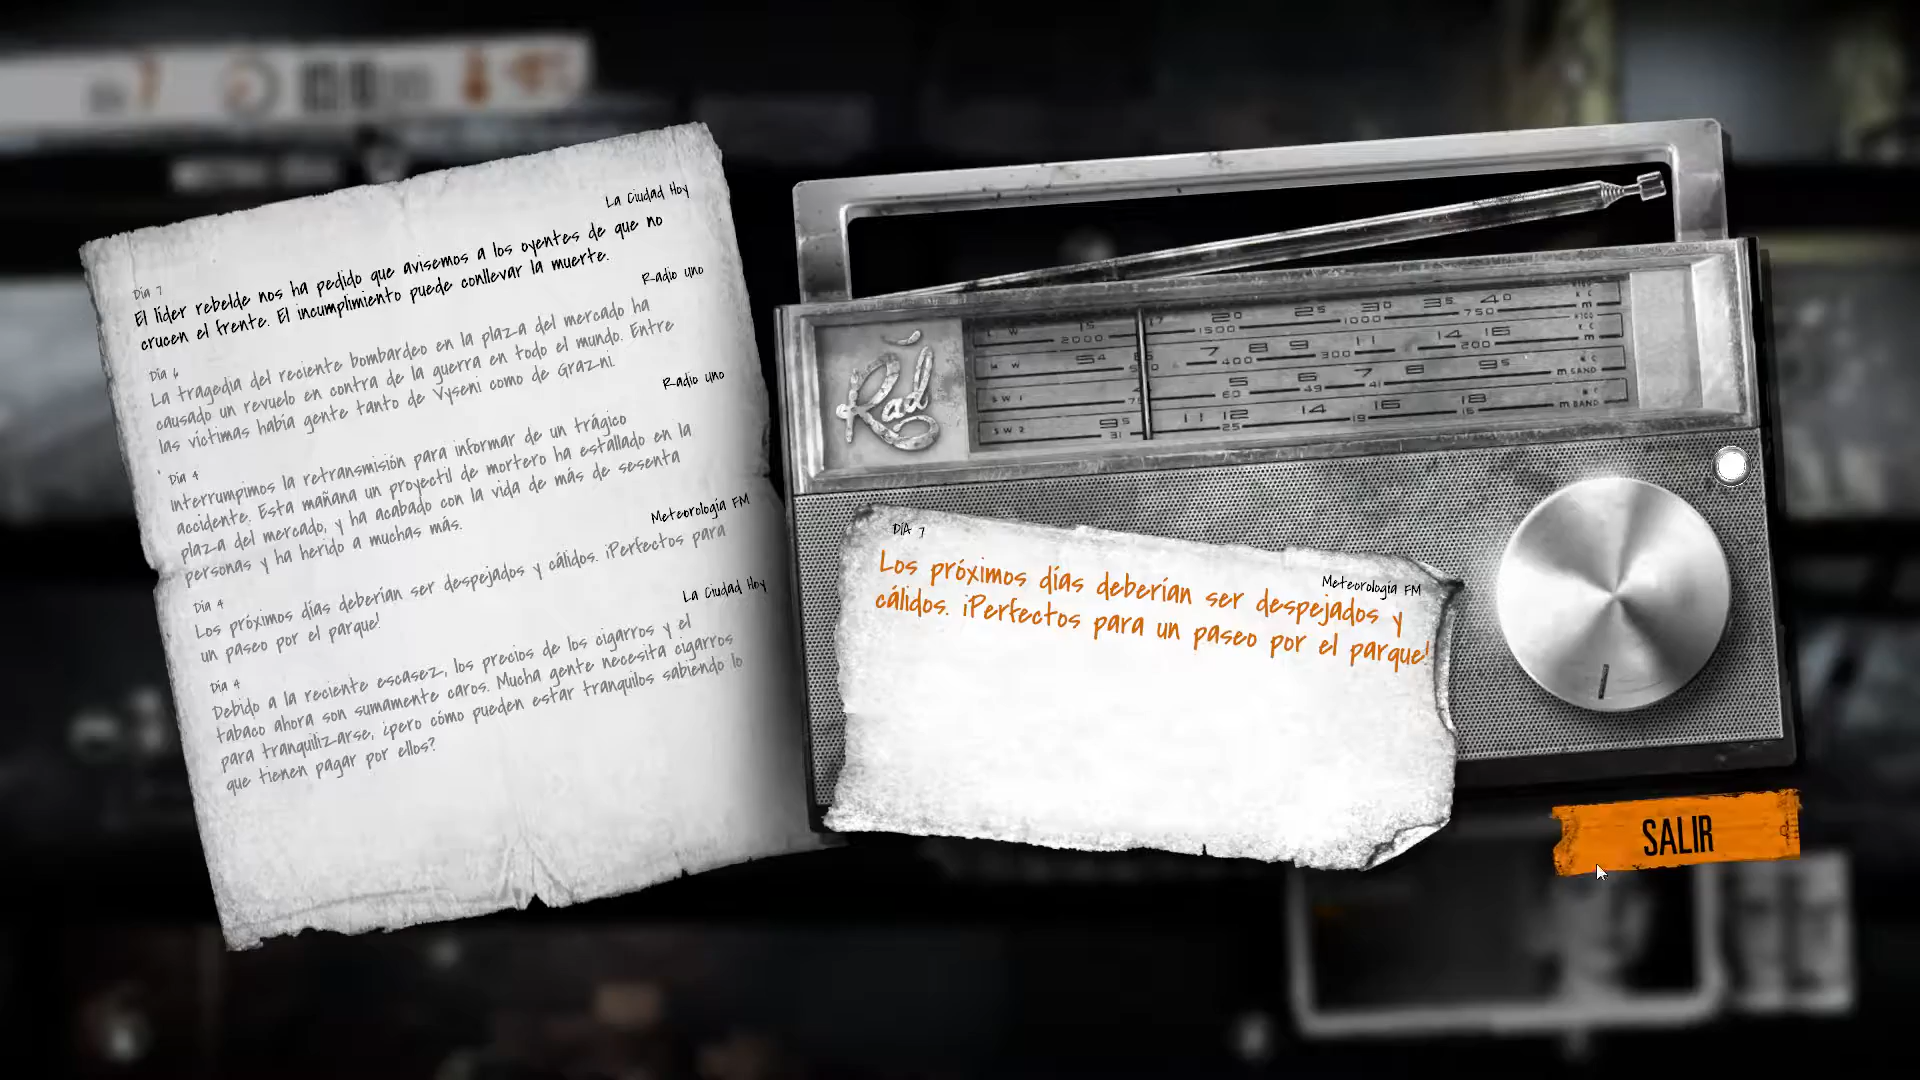 La Ciudad Hoy
Día 7
El líder rebelde nos ha pedido que avisemos a los oyentes de que no
crucen el frente. El incumplimiento puede conllevar la muerte.
Radio Uno
Día 6
La tragedia del reciente bombardeo en la plaza del mercado ha
causado un revuelo en contra de la guerra en todo el mundo. Entre
las víctimas había gente tanto de Vyseni como de Grazni.
Radio Uno
Día 4
Interrumpimos la retransmisión para informar de un trágico
accidente. Esta mañana un proyectil de mortero ha estallado en la
plaza del mercado, y ha acabado con la vida de más de sesenta
personas y ha herido a muchas más.
Meteorología FM
Día 4
Los próximos días deberían ser despejados y cálidos. ¡Perfectos para
un paseo por el parque!
La Ciudad Hoy
Día 4
Debido a la reciente escasez, los precios de los cigarros y el
tabaco ahora son sumamente caros. Mucha gente necesita cigarros
para tranquilizarse, ¿pero cómo pueden estar tranquilos sabiendo lo
que tienen pagar por ellos?
Rad
DÍA 7
Meteorología FM
Los próximos días deberían ser despejados y
cálidos. ¡Perfectos para un paseo por el parque!
SALIR